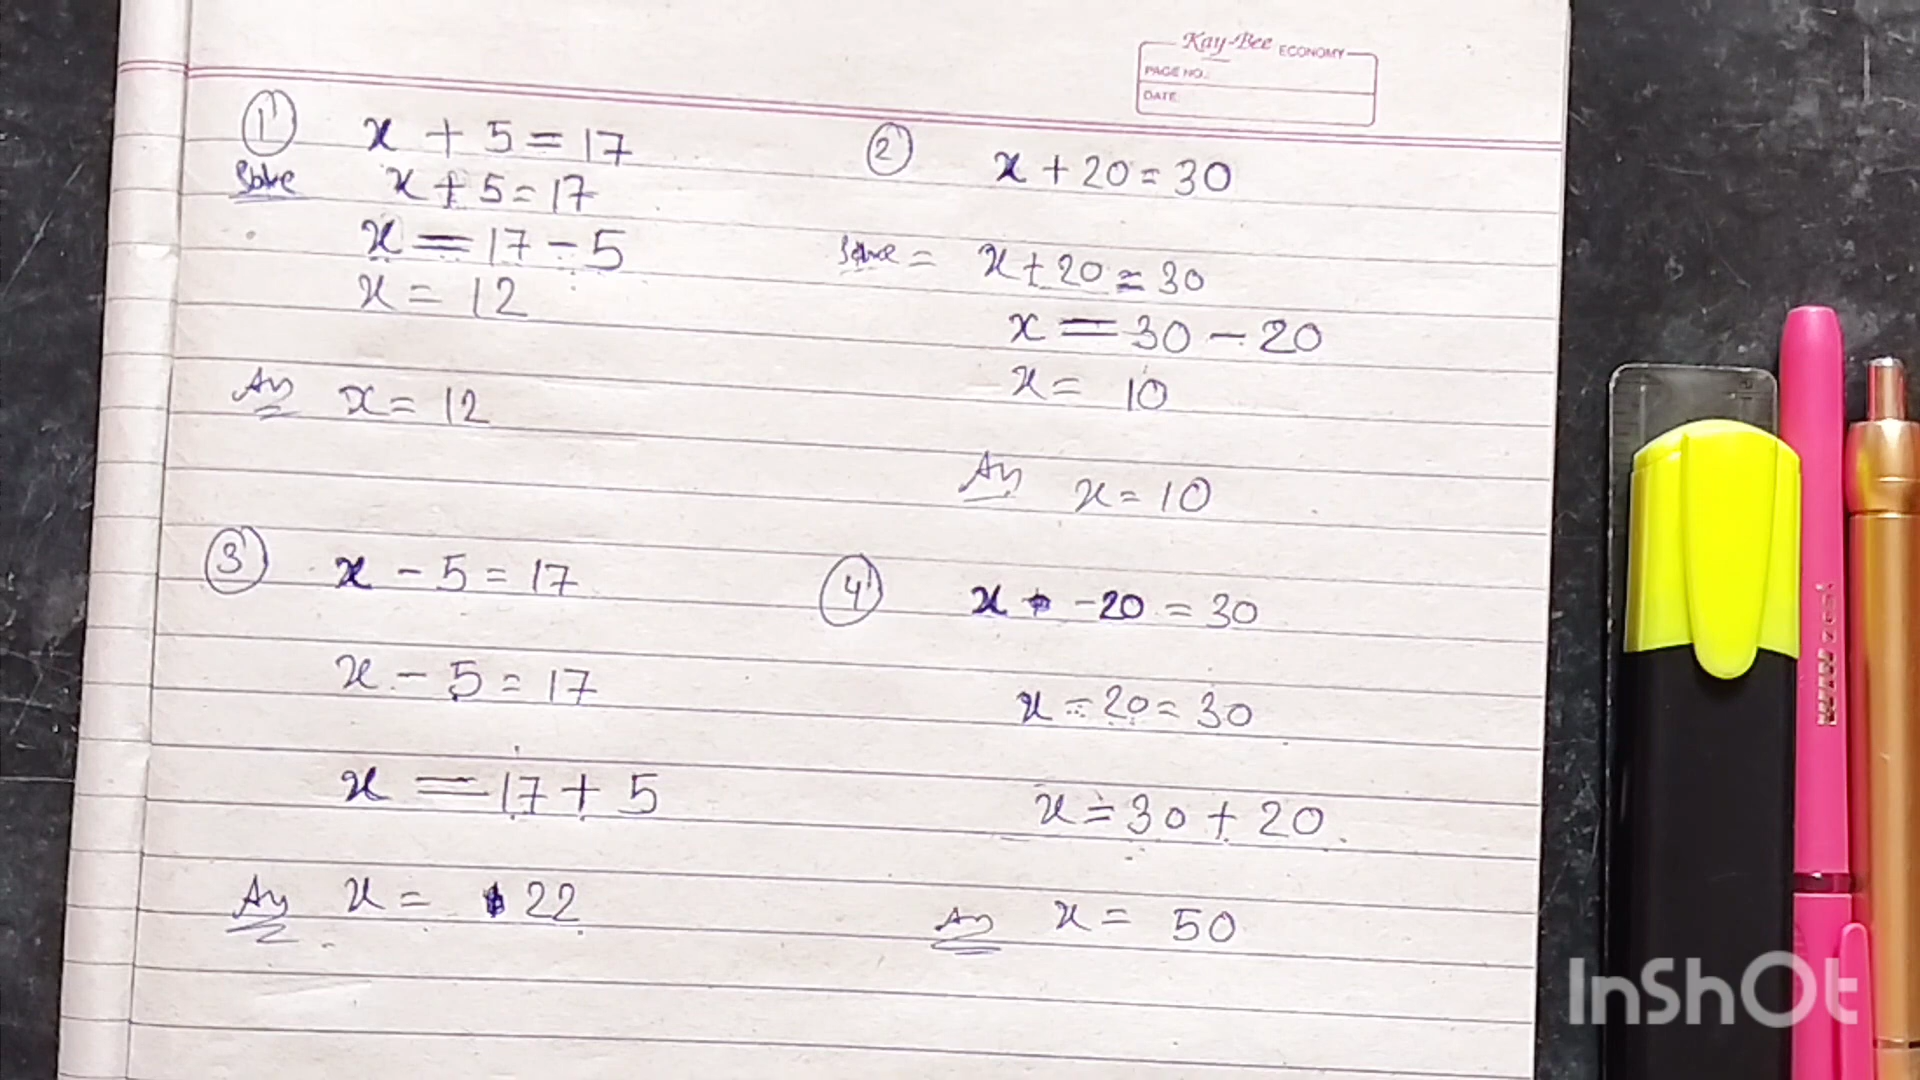 Kay-Bee ECONOMY
PAGE NO.:
DATE
1 x + 5 = 17
Solve x + 5 = 17
x = 17 - 5
x = 12
Ans x = 12
2 x + 20 = 30
Solve = x + 20 = 30
x = 30 - 20
x = 10
Ans x = 10
3 x - 5 = 17
x - 5 = 17
x = 17 + 5
Ans x = 22
4 x - 20 = 30
x - 20 = 30
x = 30 + 20
Ans x = 50
InShOt